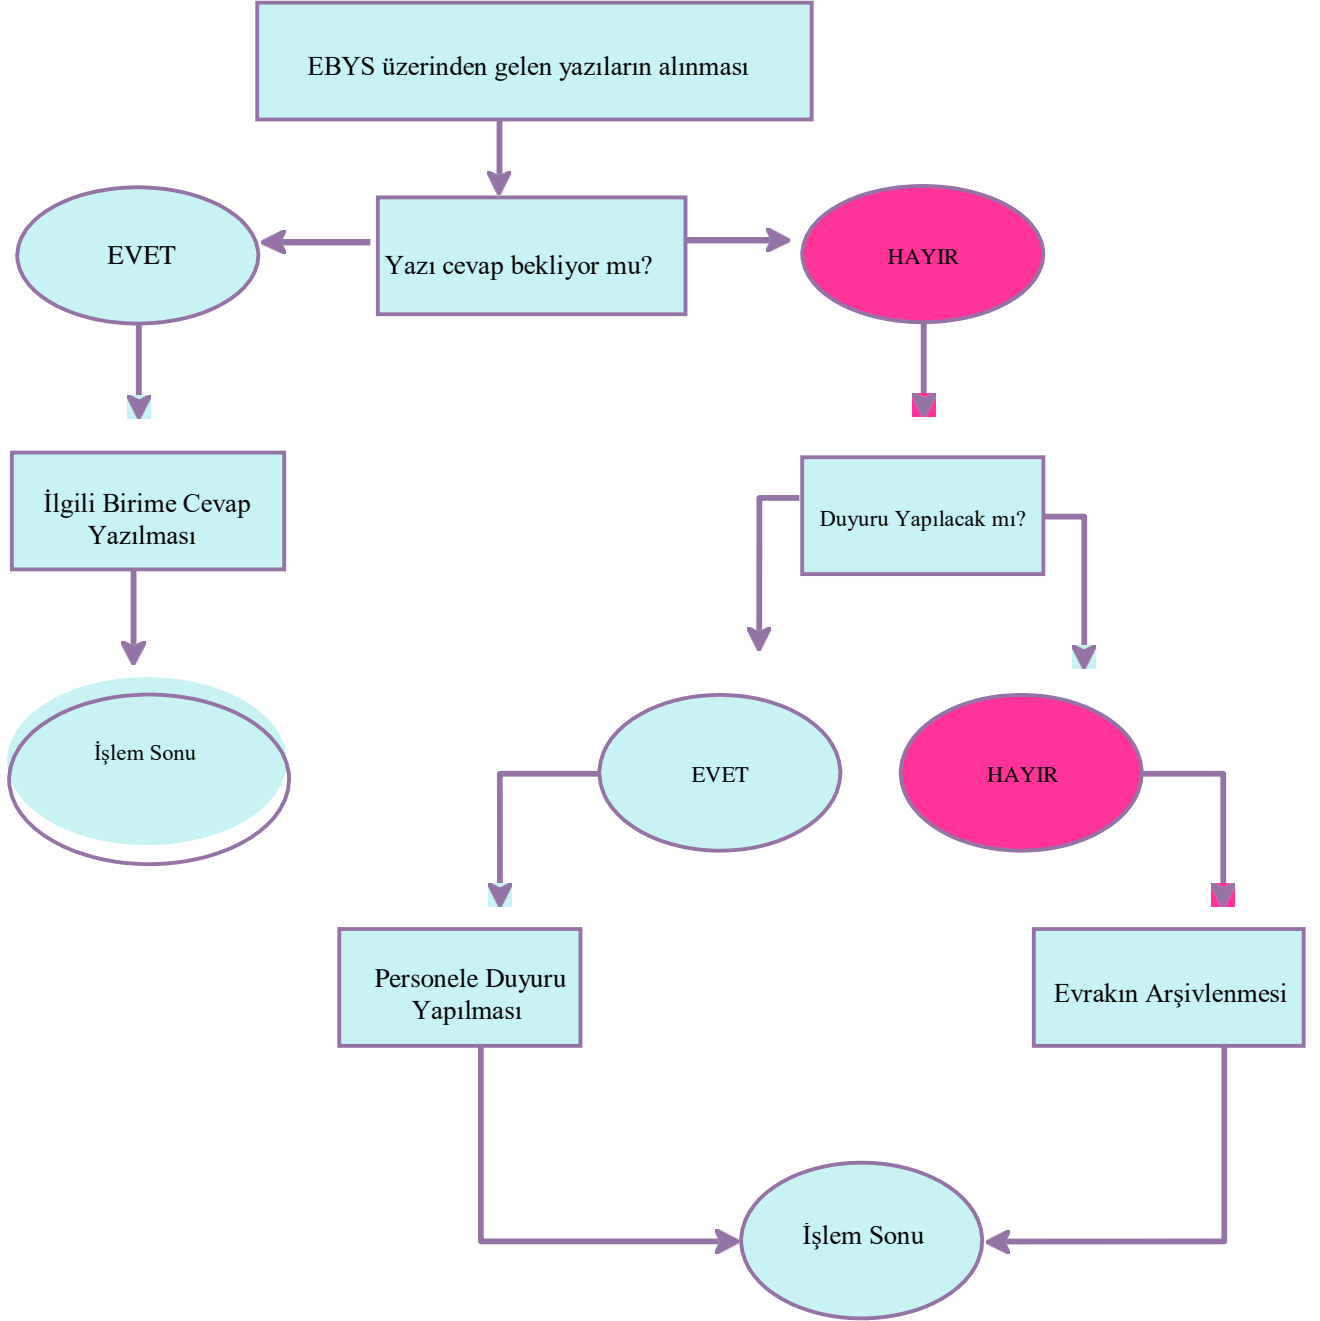 EBYS üzerinden gelen yazıların alınması
EVET
Yazı cevap bekliyor mu?
HAYIR
İlgili Birime Cevap
Yazılması
Duyuru Yapılacak mı?
İşlem Sonu
EVET
HAYIR
Personele Duyuru
Yapılması
Evrakın Arşivlenmesi
İşlem Sonu